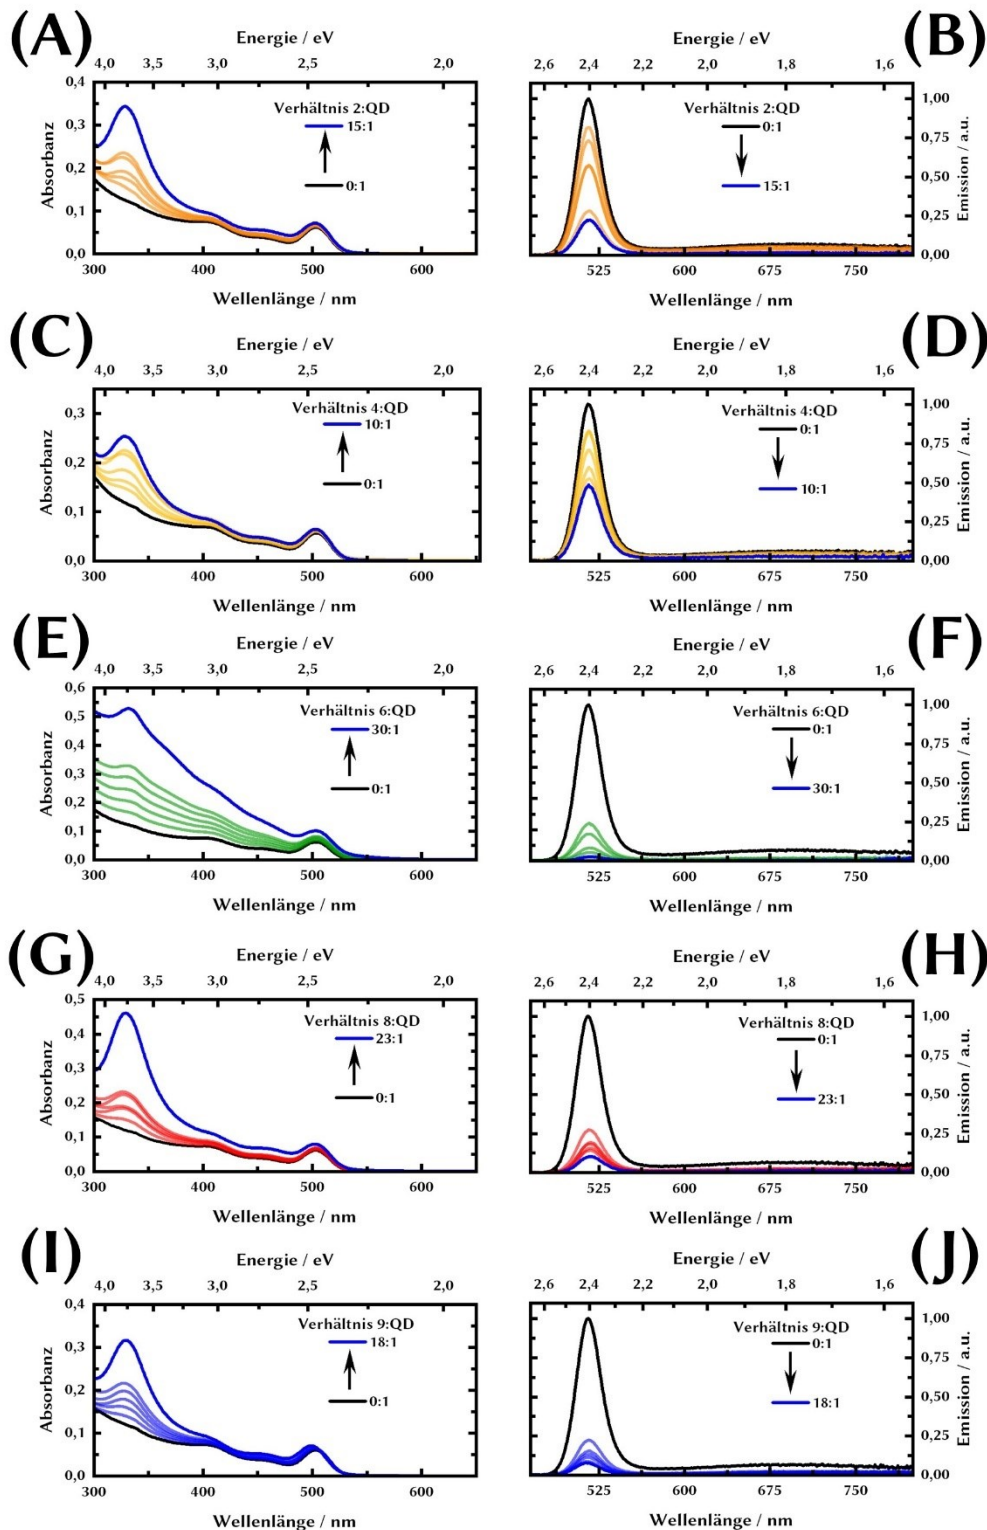 (A)
Energie / eV
4,0 3,5 3,0 2,5 2,0
Absorbanz
0,4
0,3
0,2
0,1
0,0
Verhältnis 2:QD
15:1
0:1
300 400 500 600
Wellenlänge / nm
(B)
Energie / eV
2,6 2,4 2,2 2,0 1,8 1,6
Verhältnis 2:QD
0:1
15:1
1,00
0,75
0,50
0,25
0,00
Emission / a.u.
525 600 675 750
Wellenlänge / nm
(C)
Energie / eV
4,0 3,5 3,0 2,5 2,0
Absorbanz
0,3
0,2
0,1
0,0
Verhältnis 4:QD
10:1
0:1
300 400 500 600
Wellenlänge / nm
(D)
Energie / eV
2,6 2,4 2,2 2,0 1,8 1,6
Verhältnis 4:QD
0:1
10:1
1,00
0,75
0,50
0,25
0,00
Emission / a.u.
525 600 675 750
Wellenlänge / nm
(E)
Energie / eV
4,0 3,5 3,0 2,5 2,0
Absorbanz
0,6
0,5
0,4
0,3
0,2
0,1
0,0
Verhältnis 6:QD
30:1
0:1
300 400 500 600
Wellenlänge / nm
(F)
Energie / eV
2,6 2,4 2,2 2,0 1,8 1,6
Verhältnis 6:QD
0:1
30:1
1,00
0,75
0,50
0,25
0,00
Emission / a.u.
525 600 675 750
Wellenlänge / nm
(G)
Energie / eV
4,0 3,5 3,0 2,5 2,0
Absorbanz
0,5
0,4
0,3
0,2
0,1
0,0
Verhältnis 8:QD
23:1
0:1
300 400 500 600
Wellenlänge / nm
(H)
Energie / eV
2,6 2,4 2,2 2,0 1,8 1,6
Verhältnis 8:QD
0:1
23:1
1,00
0,75
0,50
0,25
0,00
Emission / a.u.
525 600 675 750
Wellenlänge / nm
(I)
Energie / eV
4,0 3,5 3,0 2,5 2,0
Absorbanz
0,4
0,3
0,2
0,1
0,0
Verhältnis 9:QD
18:1
0:1
300 400 500 600
Wellenlänge / nm
(J)
Energie / eV
2,6 2,4 2,2 2,0 1,8 1,6
Verhältnis 9:QD
0:1
18:1
1,00
0,75
0,50
0,25
0,00
Emission / a.u.
525 600 675 750
Wellenlänge / nm